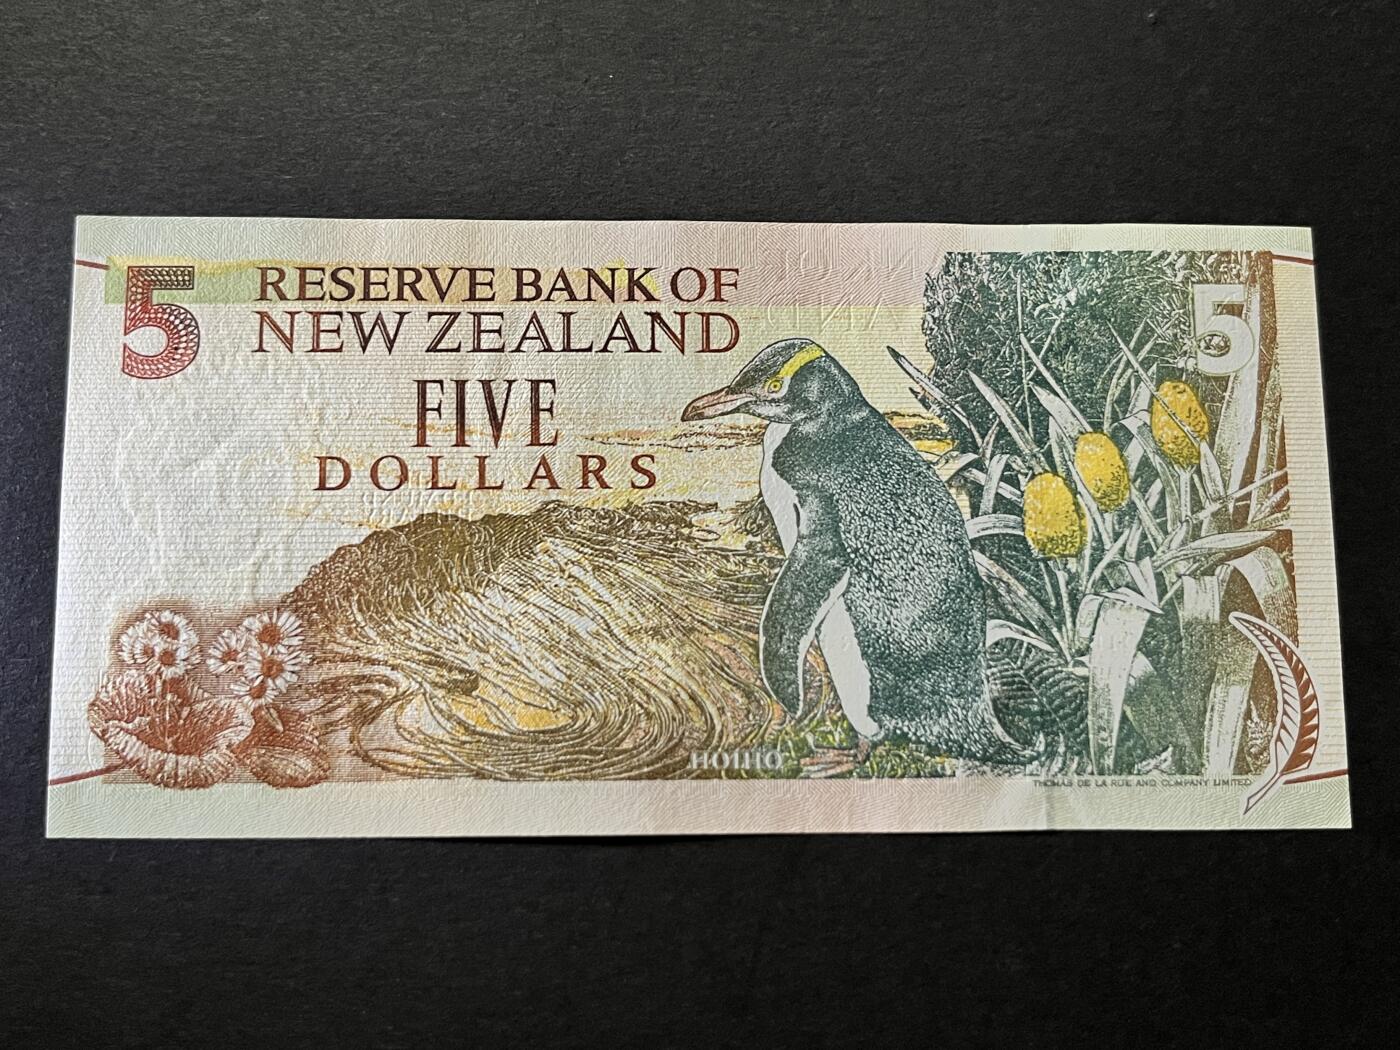 5
RESERVE BANK OF
NEW ZEALAND
FIVE
DOLLARS
5
HOIHO
THOMAS DE LA RUE AND COMPANY LIMITED